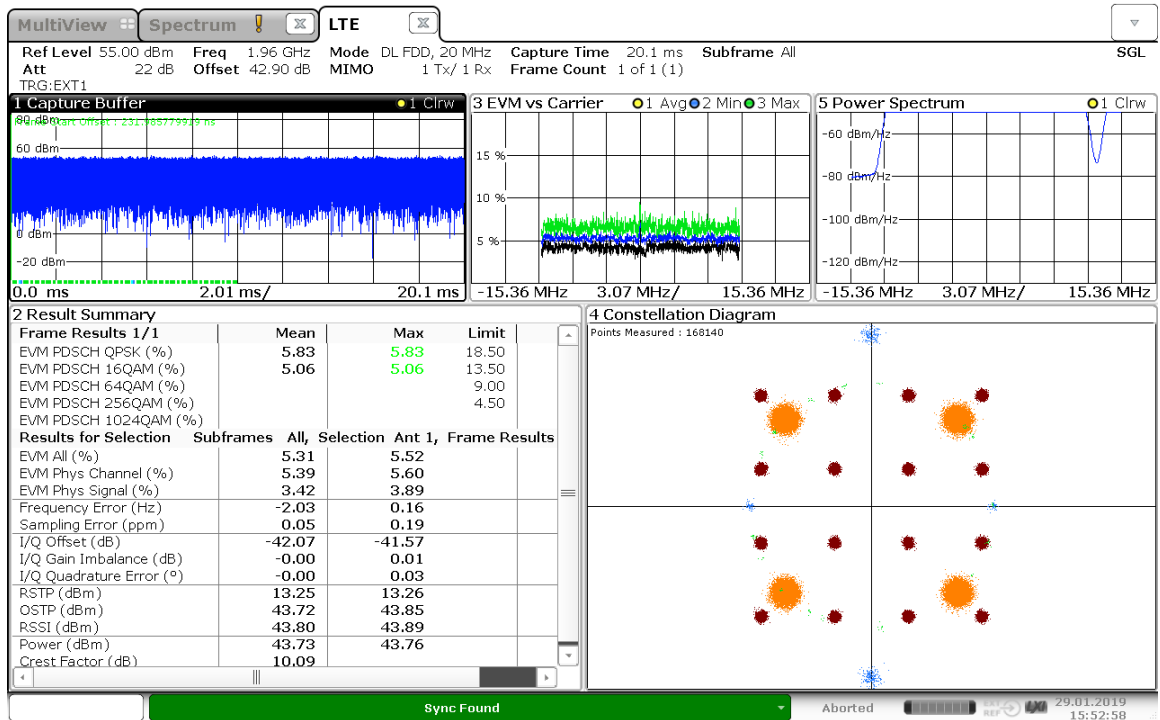 MultiView Spectrum LTE
Ref Level 55.00 dBm Freq 1.96 GHz Mode DL FDD, 20 MHz Capture Time 20.1 ms Subframe All SGL
Att 22 dB Offset 42.90 dB MIMO 1 Tx/ 1 Rx Frame Count 1 of 1 (1)
TRG:EXT1
1 Capture Buffer ●1 Clrw
80 dBm
Frame Start Offset : 231.985779919 ns
60 dBm
0 dBm
-20 dBm
0.0 ms 2.01 ms/ 20.1 ms
3 EVM vs Carrier ●1 Avg ●2 Min ●3 Max
15 %
10 %
5 %
-15.36 MHz 3.07 MHz/ 15.36 MHz
5 Power Spectrum ●1 Clrw
-60 dBm/Hz
-80 dBm/Hz
-100 dBm/Hz
-120 dBm/Hz
-15.36 MHz 3.07 MHz/ 15.36 MHz
2 Result Summary
Frame Results 1/1 Mean Max Limit
EVM PDSCH QPSK (%) 5.83 5.83 18.50
EVM PDSCH 16QAM (%) 5.06 5.06 13.50
EVM PDSCH 64QAM (%) 9.00
EVM PDSCH 256QAM (%) 4.50
EVM PDSCH 1024QAM (%)
Results for Selection Subframes All, Selection Ant 1, Frame Results
EVM All (%) 5.31 5.52
EVM Phys Channel (%) 5.39 5.60
EVM Phys Signal (%) 3.42 3.89
Frequency Error (Hz) -2.03 0.16
Sampling Error (ppm) 0.05 0.19
I/Q Offset (dB) -42.07 -41.57
I/Q Gain Imbalance (dB) -0.00 0.01
I/Q Quadrature Error (º) -0.00 0.03
RSTP (dBm) 13.25 13.26
OSTP (dBm) 43.72 43.85
RSSI (dBm) 43.80 43.89
Power (dBm) 43.73 43.76
Crest Factor (dB) 10.09
4 Constellation Diagram
Points Measured : 168140
Sync Found
Aborted
EXT
REF
LXI
29.01.2019
15:52:58